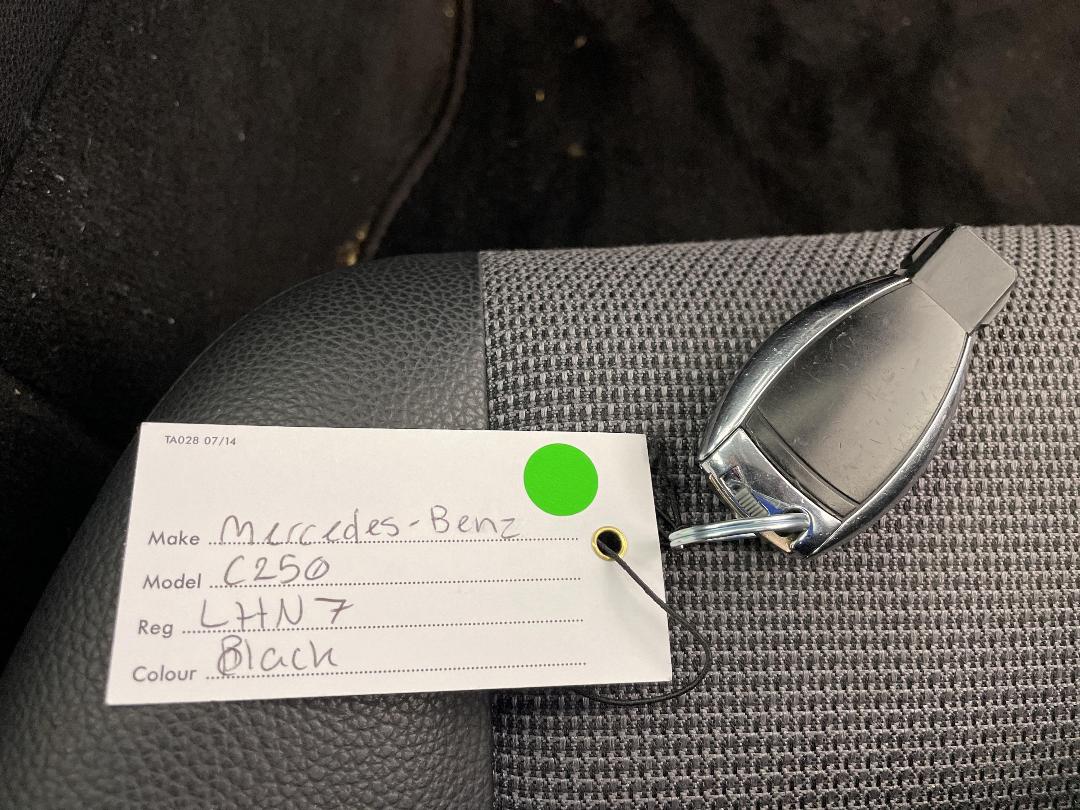 TA028 07/14
Make Mercedes-Benz
Model C250
Reg LHN7
Colour Black